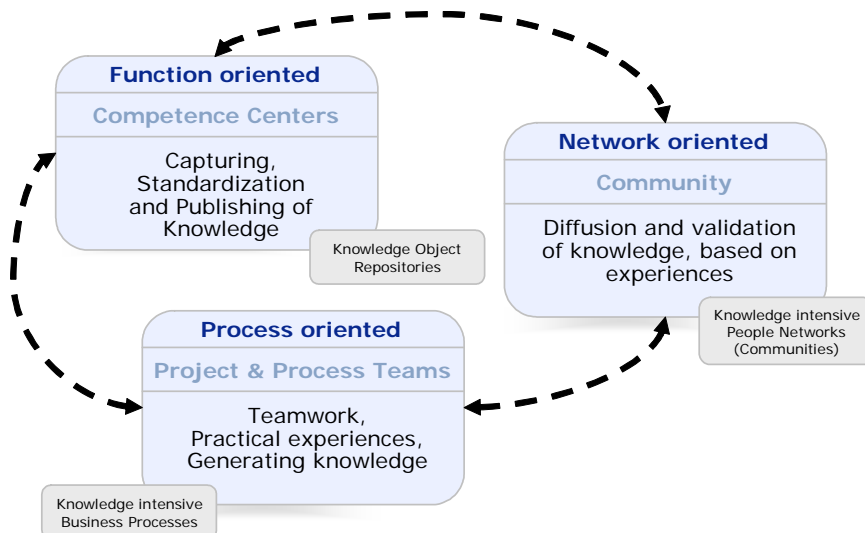 Function oriented
Competence Centers
Capturing,
Standardization
and Publishing of
Knowledge
Knowledge Object
Repositories
Network oriented
Community
Diffusion and validation
of knowledge, based on
experiences
Knowledge intensive
People Networks
(Communities)
Process oriented
Project & Process Teams
Teamwork,
Practical experiences,
Generating knowledge
Knowledge intensive
Business Processes